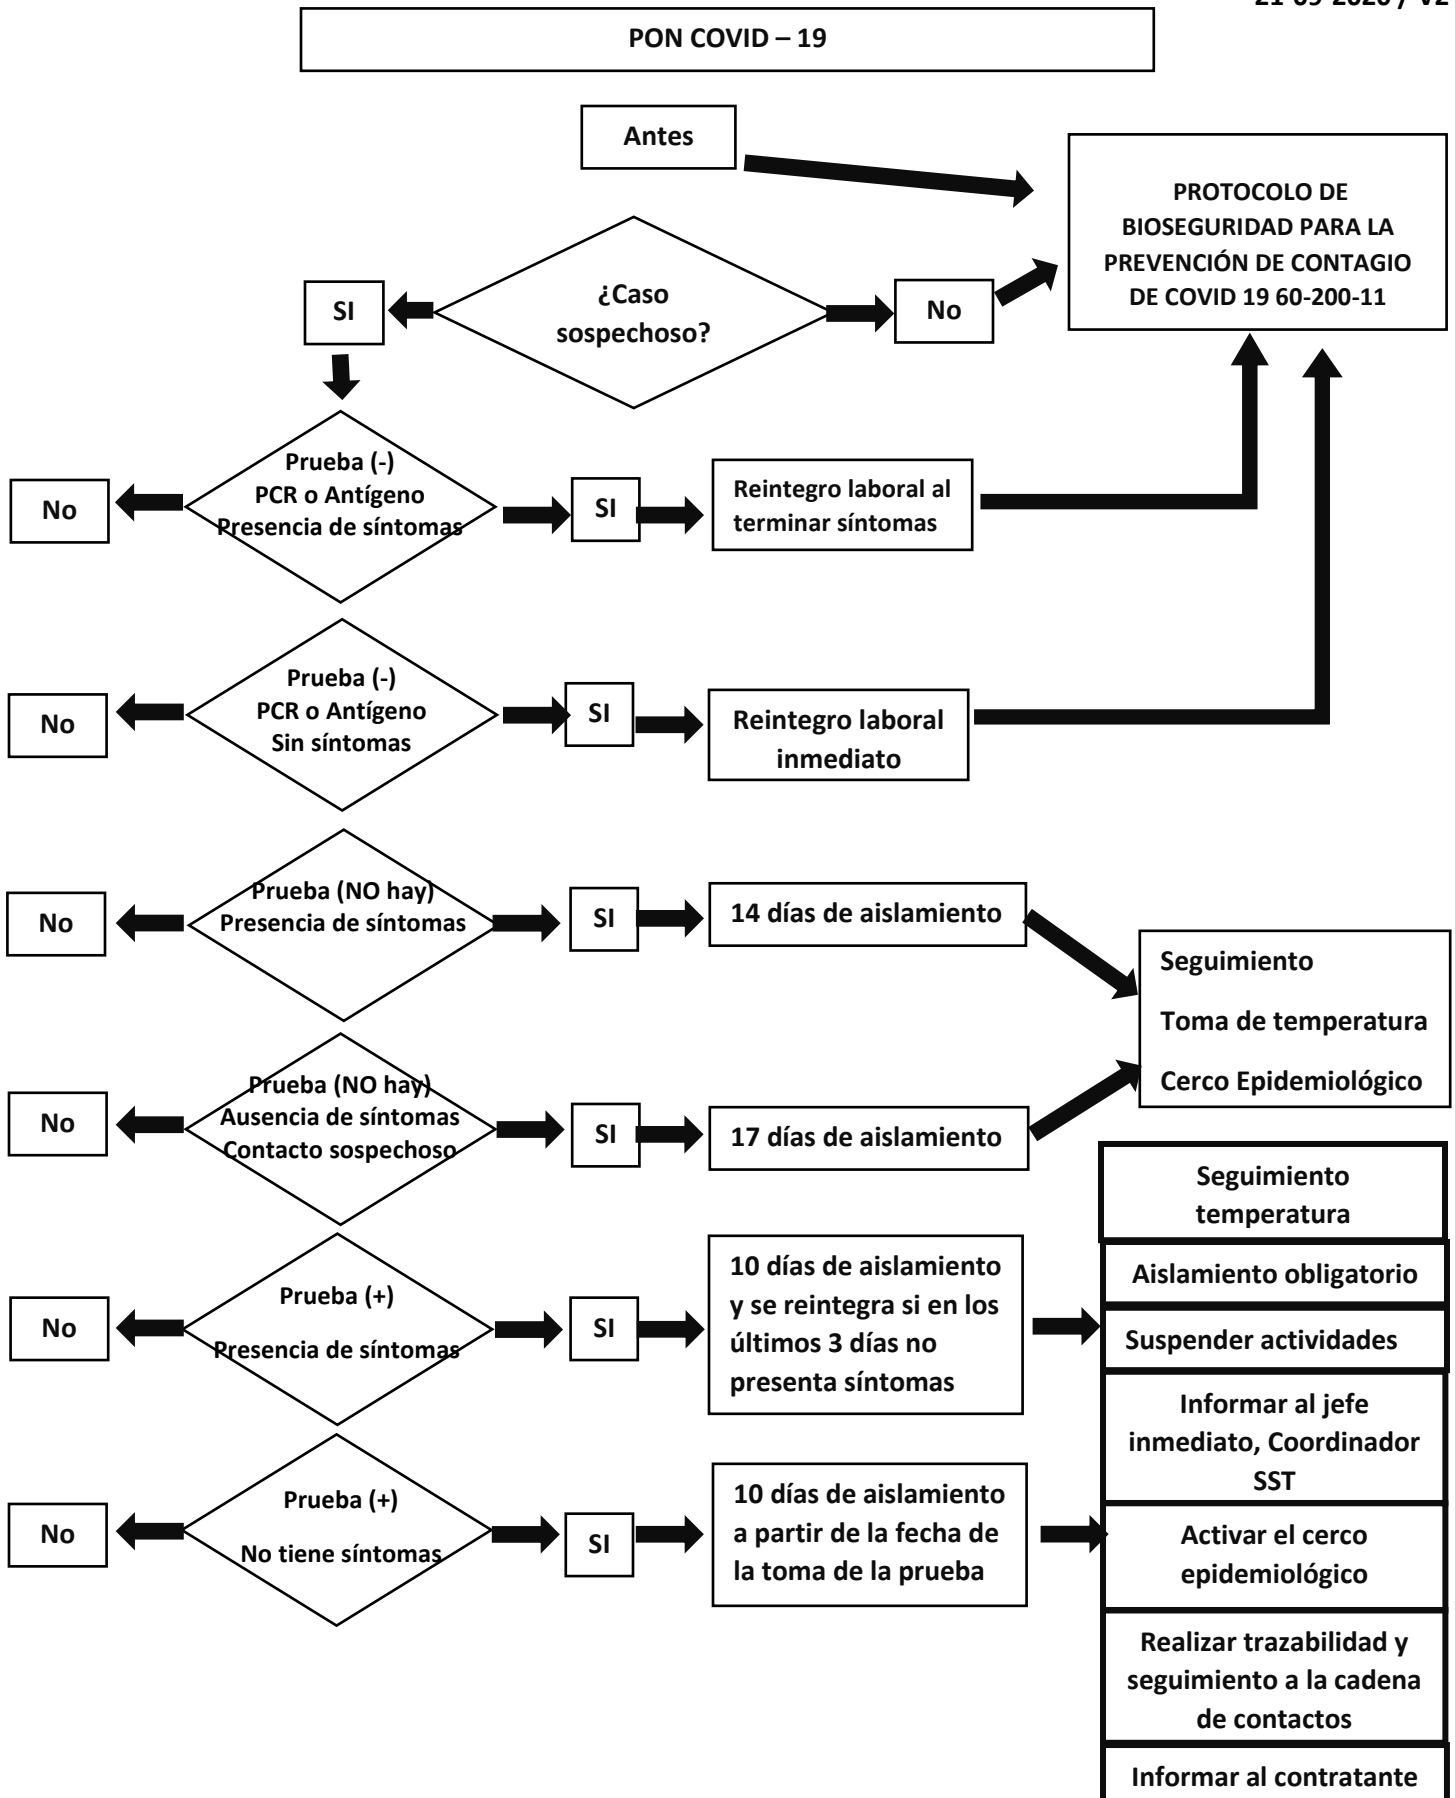 PON COVID – 19
Antes
PROTOCOLO DE
BIOSEGURIDAD PARA LA
PREVENCIÓN DE CONTAGIO
DE COVID 19 60-200-11
¿Caso
sospechoso?
SI
No
Prueba (-)
PCR o Antígeno
Presencia de síntomas
No
SI
Reintegro laboral al
terminar síntomas
Prueba (-)
PCR o Antígeno
Sin síntomas
No
SI
Reintegro laboral
inmediato
Prueba (NO hay)
Presencia de síntomas
No
SI
14 días de aislamiento
Seguimiento
Toma de temperatura
Cerco Epidemiológico
Prueba (NO hay)
Ausencia de síntomas
Contacto sospechoso
No
SI
17 días de aislamiento
Prueba (+)
Presencia de síntomas
No
SI
10 días de aislamiento
y se reintegra si en los
últimos 3 días no
presenta síntomas
Prueba (+)
No tiene síntomas
No
SI
10 días de aislamiento
a partir de la fecha de
la toma de la prueba
Seguimiento
temperatura
Aislamiento obligatorio
Suspender actividades
Informar al jefe
inmediato, Coordinador
SST
Activar el cerco
epidemiológico
Realizar trazabilidad y
seguimiento a la cadena
de contactos
Informar al contratante